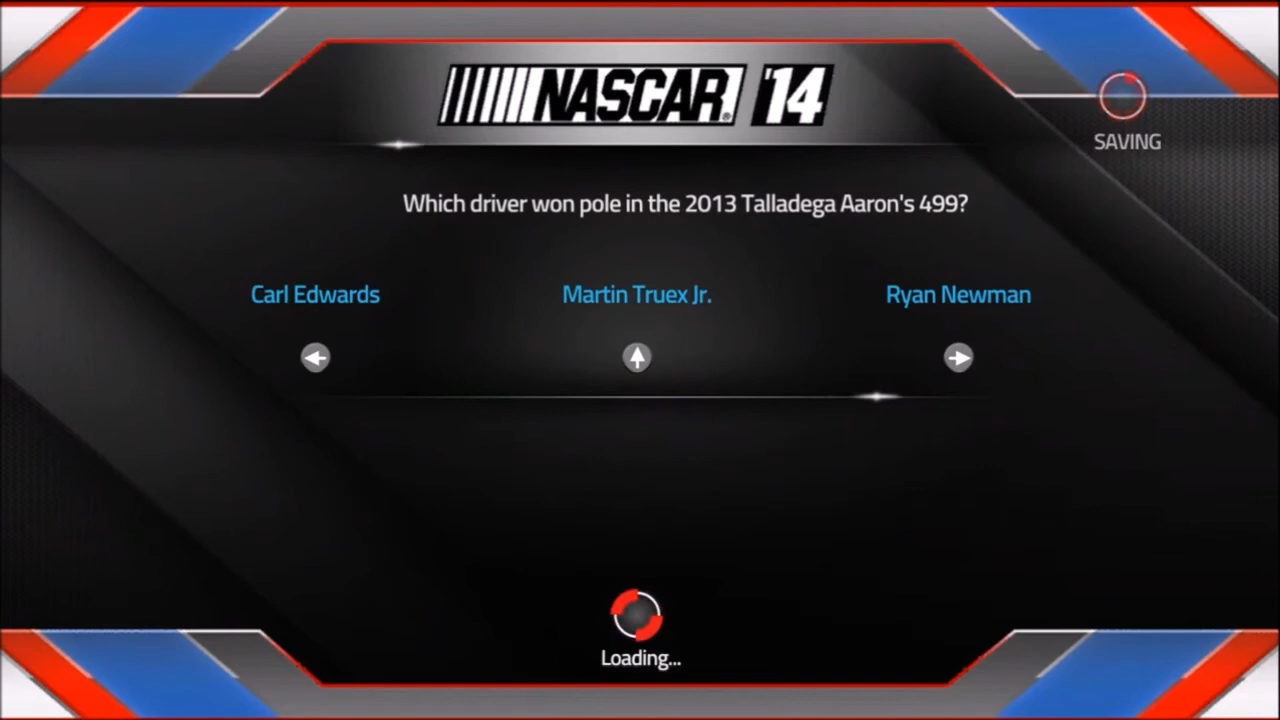 NASCAR '14
SAVING
Which driver won pole in the 2013 Talladega Aaron's 499?
Carl Edwards
Martin Truex Jr.
Ryan Newman
Loading...